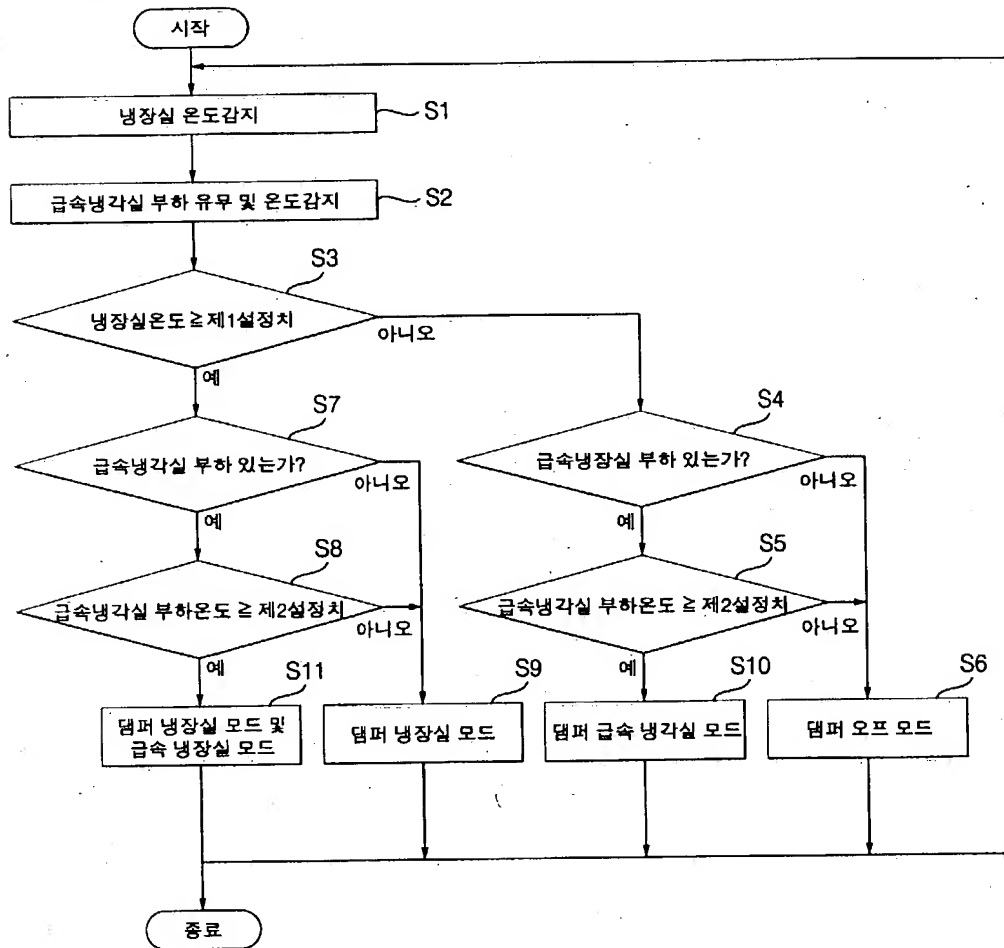 시작
냉장실 온도감지
S1
급속냉각실 부하 유무 및 온도감지
S2
S3
냉장실온도≧제1설정치
아니오
예
S7
급속냉각실 부하 있는가?
아니오
예
S4
급속냉장실 부하 있는가?
아니오
예
S8
급속냉각실 부하온도 ≧ 제2설정치
아니오
예
S5
급속냉각실 부하온도 ≧ 제2설정치
아니오
예
S11
댐퍼 냉장실 모드 및
급속 냉장실 모드
S9
댐퍼 냉장실 모드
S10
댐퍼 급속 냉각실 모드
S6
댐퍼 오프 모드
종료